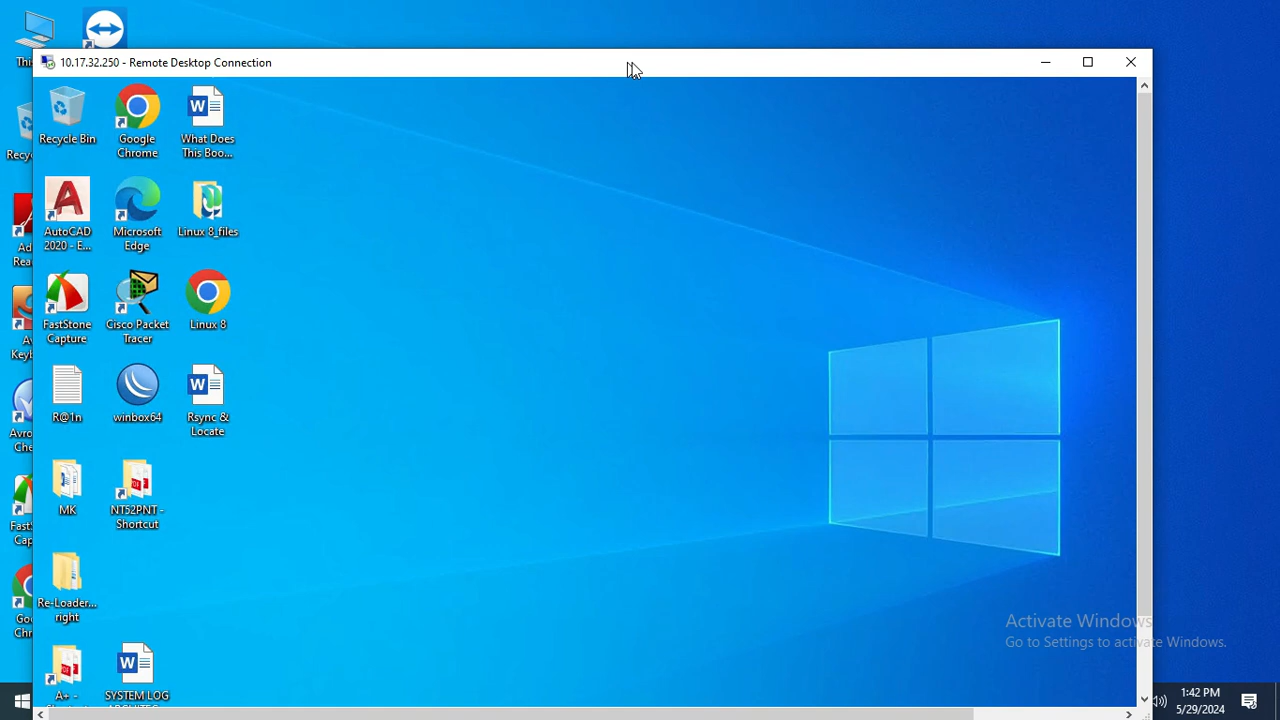 10.17.32.250 - Remote Desktop Connection
Recycle Bin
Google
Chrome
What Does
This Boo...
AutoCAD
2020 - E...
Microsoft
Edge
Linux 8_files
FastStone
Capture
Cisco Packet
Tracer
Linux 8
R@1n
winbox64
Rsync &
Locate
MK
NT52PNT -
Shortcut
Re-Loader...
right
A+ -
SYSTEM LOG
Activate Windows
Go to Settings to activate Windows.
1:42 PM
5/29/2024